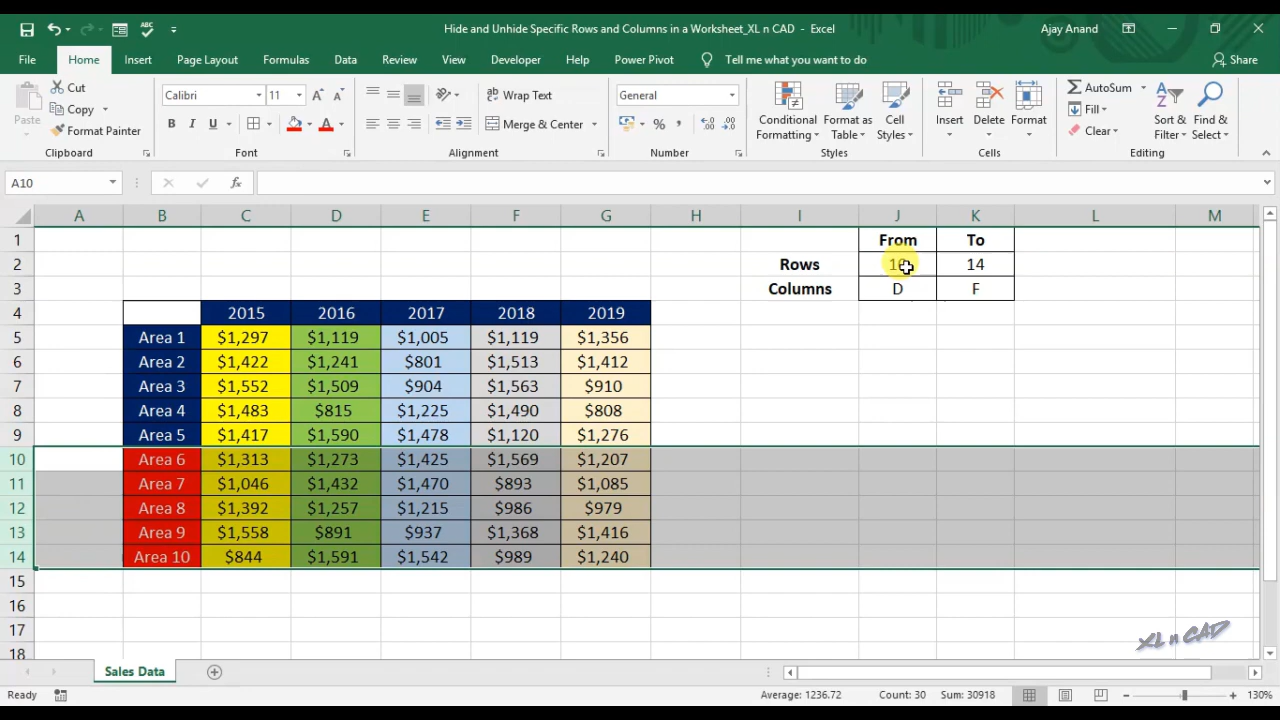 Hide and Unhide Specific Rows and Columns in a Worksheet_XL n CAD - Excel
Ajay Anand
File Home Insert Page Layout Formulas Data Review View Developer Help Power Pivot Tell me what you want to do Share
Paste Cut Copy Format Painter Clipboard
Calibri 11 B I U Font
Wrap Text Merge & Center Alignment
General % , Number
Conditional Formatting Format as Table Cell Styles Styles
Insert Delete Format Cells
AutoSum Fill Clear Sort & Filter Find & Select Editing
A10 fx
A B C D E F G H I J K L M
1 From To
2 Rows 14
3 Columns D F
4 2015 2016 2017 2018 2019
5 Area 1 $1,297 $1,119 $1,005 $1,119 $1,356
6 Area 2 $1,422 $1,241 $801 $1,513 $1,412
7 Area 3 $1,552 $1,509 $904 $1,563 $910
8 Area 4 $1,483 $815 $1,225 $1,490 $808
9 Area 5 $1,417 $1,590 $1,478 $1,120 $1,276
10 Area 6 $1,313 $1,273 $1,425 $1,569 $1,207
11 Area 7 $1,046 $1,432 $1,470 $893 $1,085
12 Area 8 $1,392 $1,257 $1,215 $986 $979
13 Area 9 $1,558 $891 $937 $1,368 $1,416
14 Area 10 $844 $1,591 $1,542 $989 $1,240
15
16
17
18
XL n CAD
Sales Data
Ready Average: 1236.72 Count: 30 Sum: 30918 130%